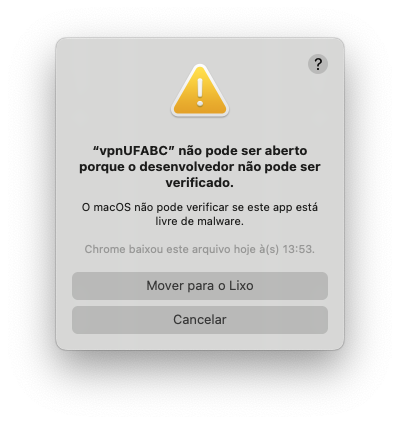 ?
“vpnUFABC” não pode ser aberto
porque o desenvolvedor não pode ser
verificado.
O macOS não pode verificar se este app está
livre de malware.
Chrome baixou este arquivo hoje à(s) 13:53.
Mover para o Lixo
Cancelar